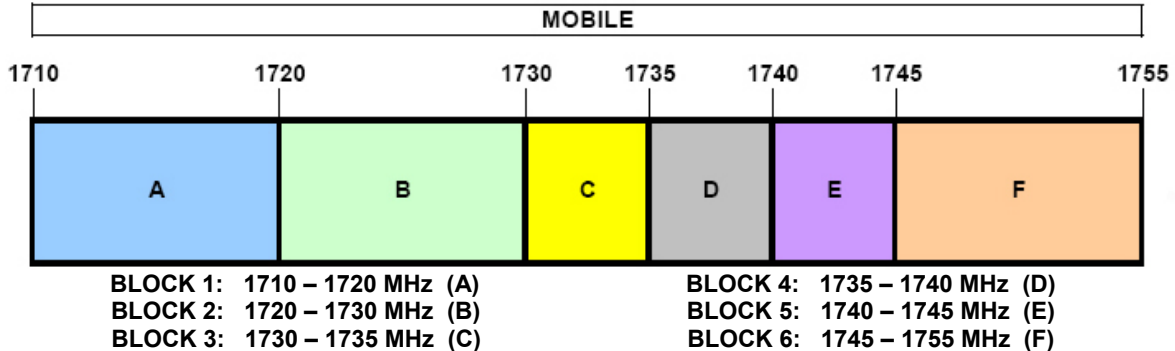 MOBILE
1710 1720 1730 1735 1740 1745 1755
A B C D E F
BLOCK 1: 1710 – 1720 MHz (A) BLOCK 4: 1735 – 1740 MHz (D)
BLOCK 2: 1720 – 1730 MHz (B) BLOCK 5: 1740 – 1745 MHz (E)
BLOCK 3: 1730 – 1735 MHz (C) BLOCK 6: 1745 – 1755 MHz (F)